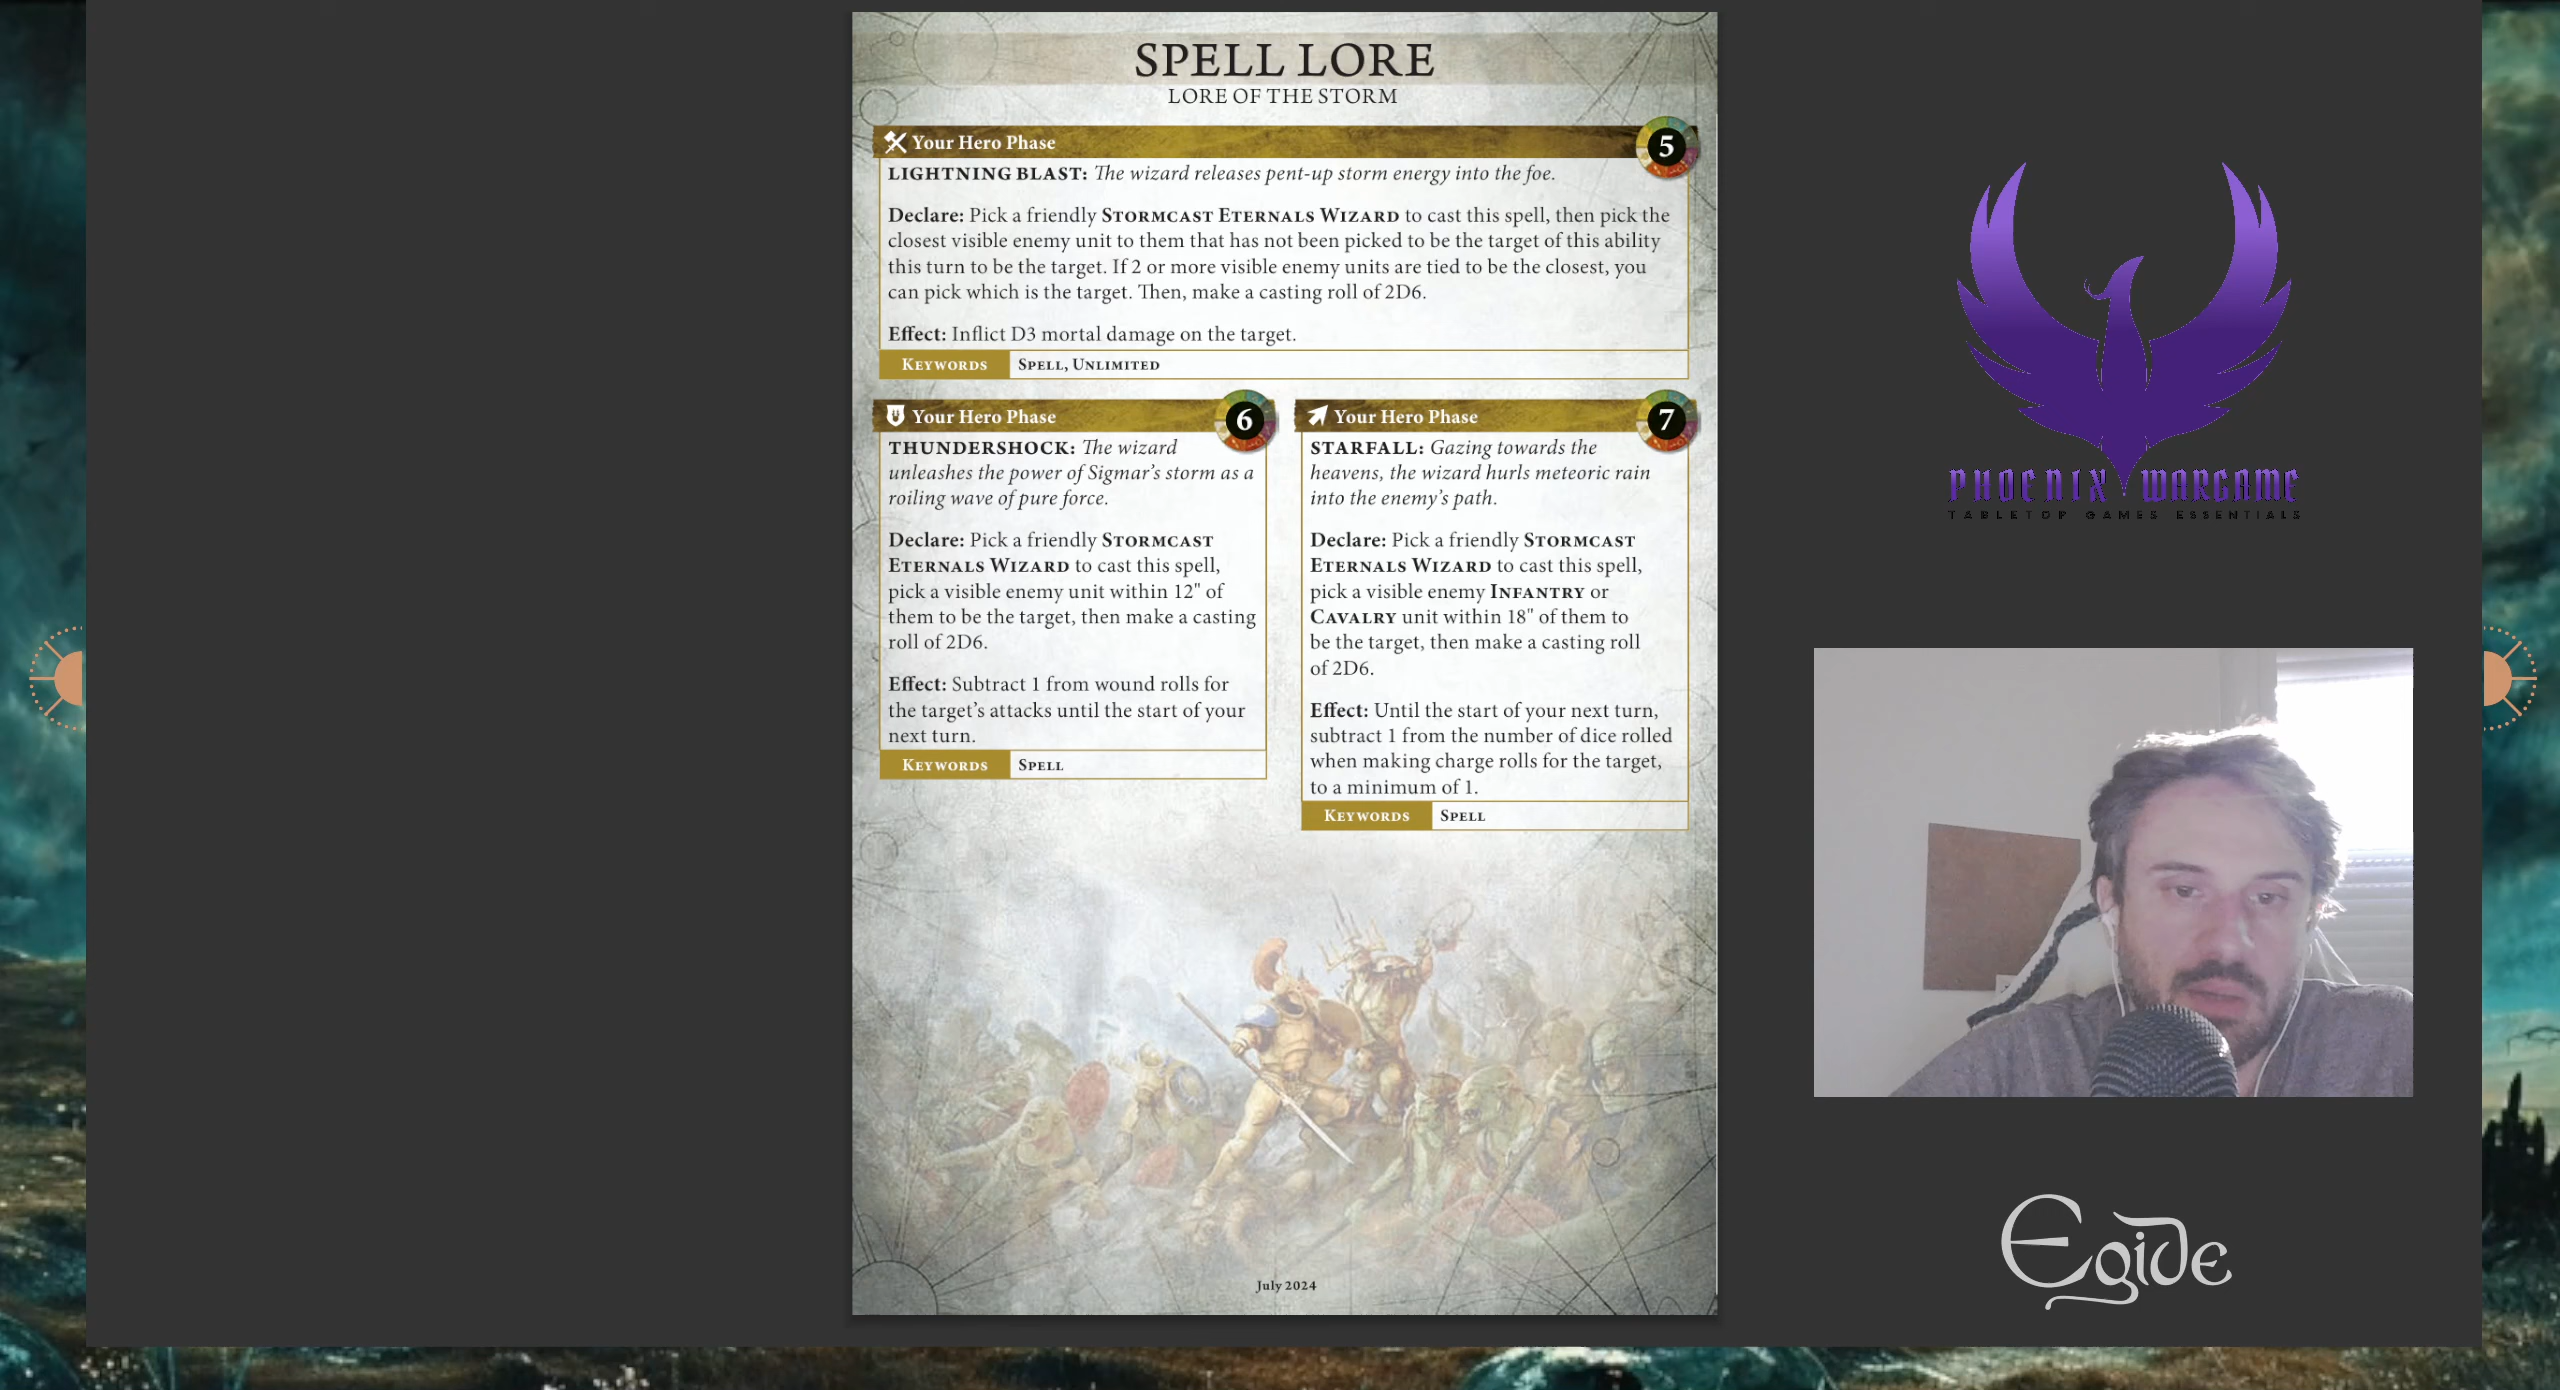 SPELL LORE
LORE OF THE STORM
Your Hero Phase
5
LIGHTNING BLAST: The wizard releases pent-up storm energy into the foe.
Declare: Pick a friendly STORMCAST ETERNALS WIZARD to cast this spell, then pick the
closest visible enemy unit to them that has not been picked to be the target of this ability
this turn to be the target. If 2 or more visible enemy units are tied to be the closest, you
can pick which is the target. Then, make a casting roll of 2D6.
Effect: Inflict D3 mortal damage on the target.
KEYWORDS SPELL, UNLIMITED
Your Hero Phase
6
THUNDERSHOCK: The wizard
unleashes the power of Sigmar's storm as a
roiling wave of pure force.
Declare: Pick a friendly STORMCAST
ETERNALS WIZARD to cast this spell,
pick a visible enemy unit within 12" of
them to be the target, then make a casting
roll of 2D6.
Effect: Subtract 1 from wound rolls for
the target's attacks until the start of your
next turn.
KEYWORDS SPELL
Your Hero Phase
7
STARFALL: Gazing towards the
heavens, the wizard hurls meteoric rain
into the enemy's path.
Declare: Pick a friendly STORMCAST
ETERNALS WIZARD to cast this spell,
pick a visible enemy INFANTRY or
CAVALRY unit within 18" of them to
be the target, then make a casting roll
of 2D6.
Effect: Until the start of your next turn,
subtract 1 from the number of dice rolled
when making charge rolls for the target,
to a minimum of 1.
KEYWORDS SPELL
July 2024
PHOENIX WARGAME
TABLETOP GAMES ESSENTIALS
Egide